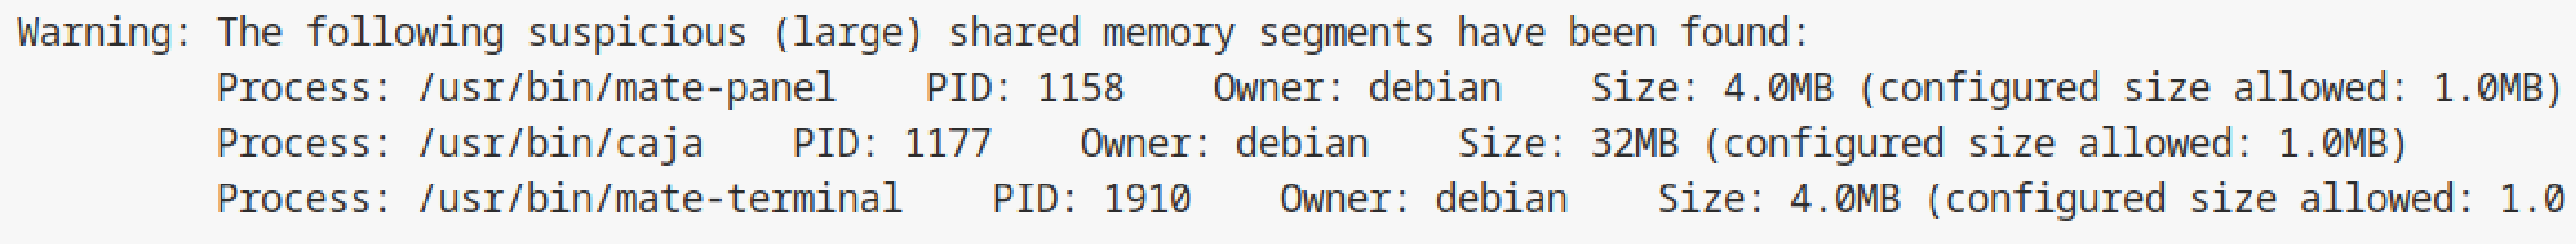 Warning: The following suspicious (large) shared memory segments have been found:
Process: /usr/bin/mate-panel    PID: 1158    Owner: debian    Size: 4.0MB (configured size allowed: 1.0MB)
Process: /usr/bin/caja    PID: 1177    Owner: debian    Size: 32MB (configured size allowed: 1.0MB)
Process: /usr/bin/mate-terminal    PID: 1910    Owner: debian    Size: 4.0MB (configured size allowed: 1.0